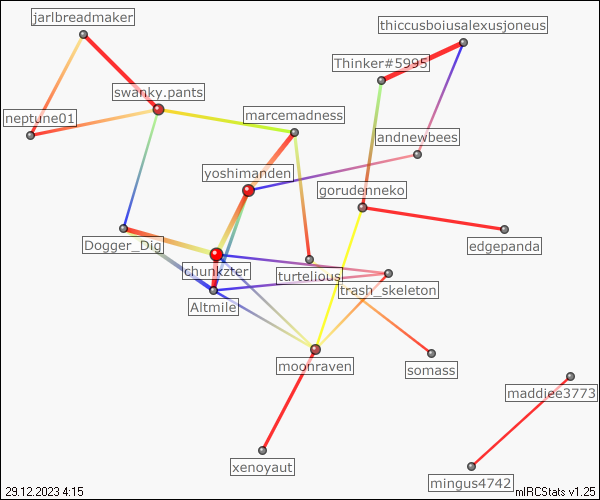 jarlbreadmaker
thiccusboiusalexusjoneus
Thinker#5995
swanky.pants
neptune01
marcemadness
andnewbees
yoshimanden
gorudenneko
Dogger_Dig
edgepanda
chunkzter
turtelious
trash_skeleton
Altmile
moonraven
somass
maddiee3773
xenoyaut
mingus4742
29.12.2023 4:15
mIRCStats v1.25